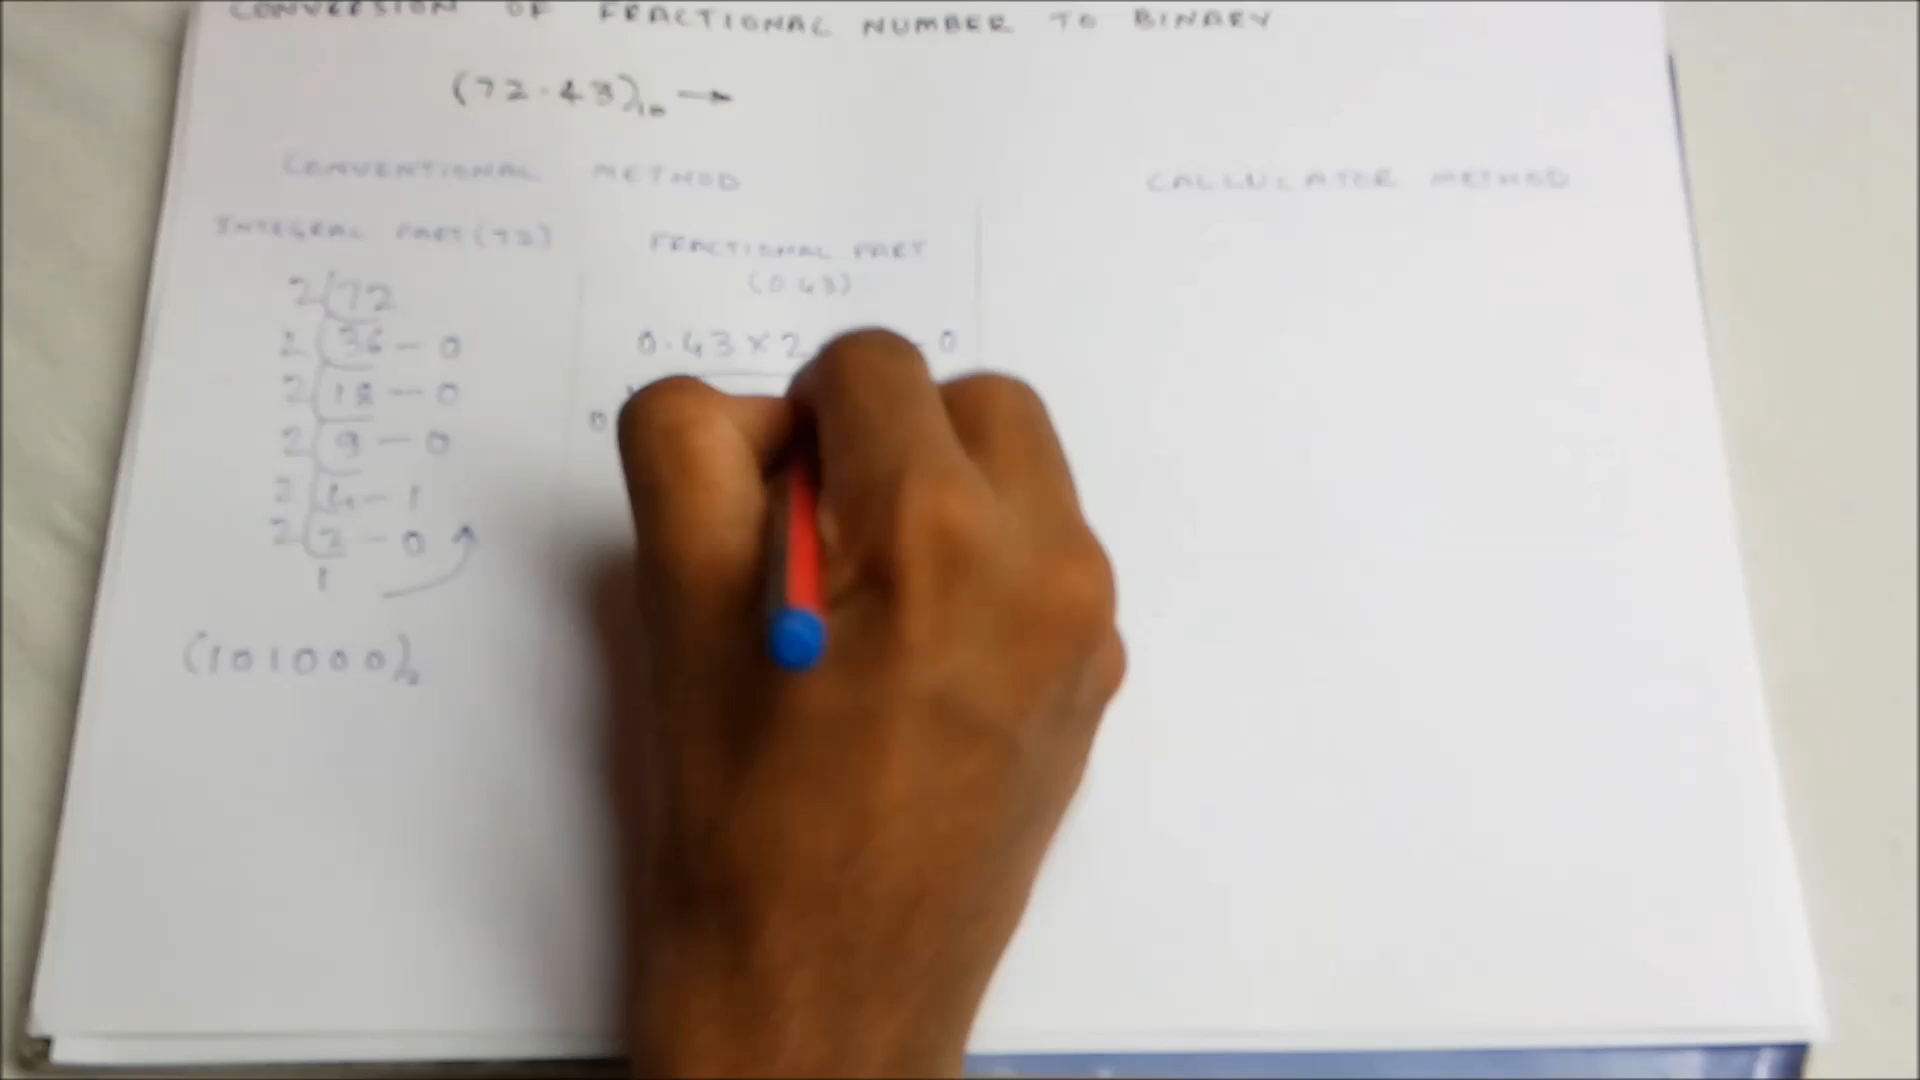 CONVERSION OF FRACTIONAL NUMBER TO BINARY
(72.43)10 →
CONVENTIONAL METHOD
CALCULATOR METHOD
INTEGRAL PART (72)
FRACTIONAL PART
(0.43)
2 72
2 36 - 0
2 18 - 0
2 9 - 0
2 4 - 1
2 2 - 0
1
(101000)2
0.43 × 2 - 0
0